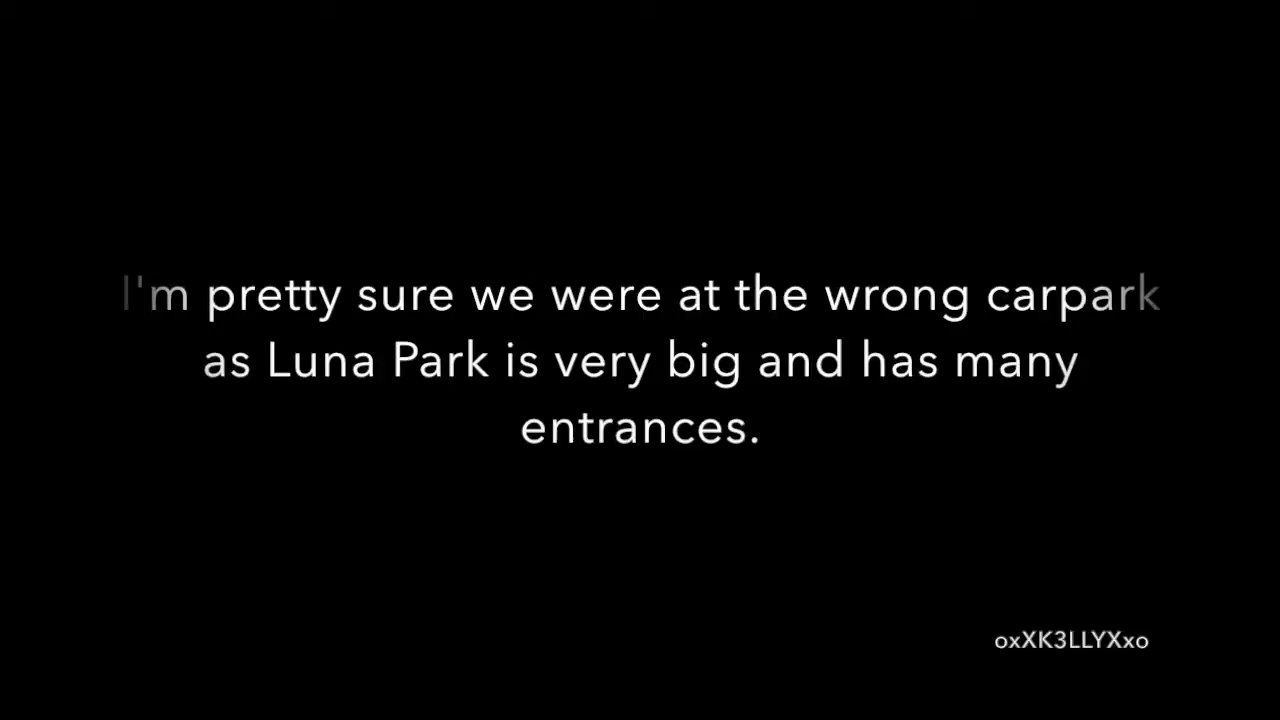 I'm pretty sure we were at the wrong carpark
as Luna Park is very big and has many
entrances.
oxXK3LLYXxo